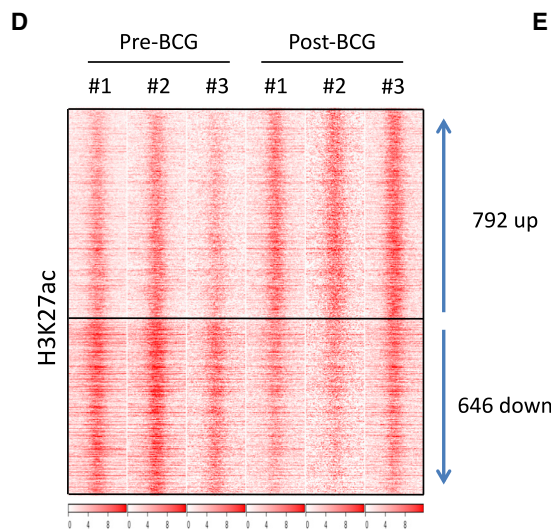 D
E
Pre-BCG Post-BCG
#1 #2 #3 #1 #2 #3
H3K27ac
792 up
646 down
0 4 8 0 4 8 0 4 8 0 4 8 0 4 8 0 4 8